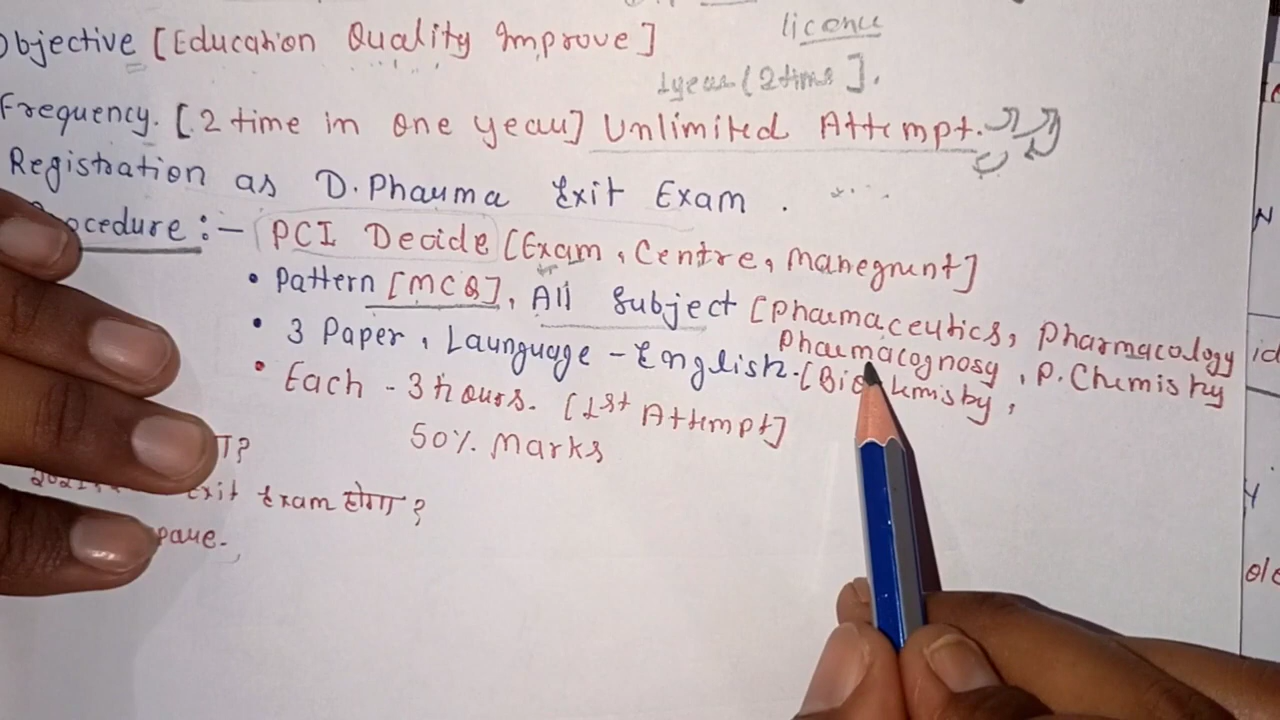 Objective [Education Quality Improve]
licence
1year (2time].
Frequency. [2 time in one year] Unlimited Attempt.
Registration as D.Pharma Exit Exam.
ocedure :- PCI Decide [Exam, Centre, Manegmnt]
• Pattern [MCQ], All Subject [Pharmaceutics, Pharmacology
Pharmacognosy, P.Chemistry
• 3 Paper, Launguage - English. [Bio
• Each - 3 hours. [1st Attempt]
50% Marks
?
Exit Exam होगा ?
pare.